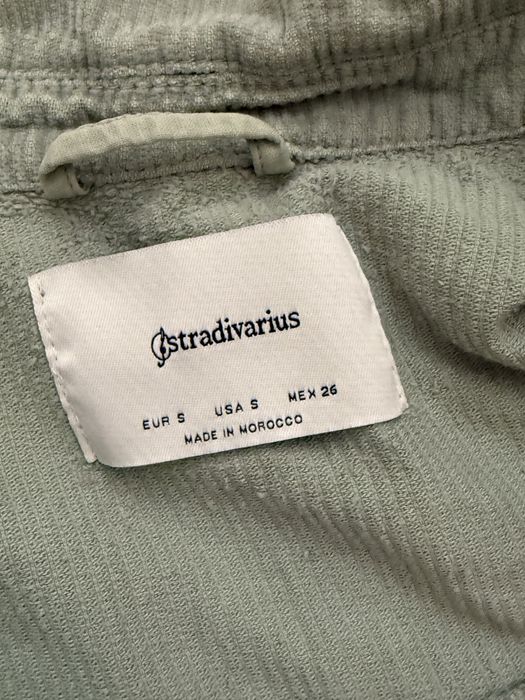 stradivarius
EUR S USA S MEX 26
MADE IN MOROCCO